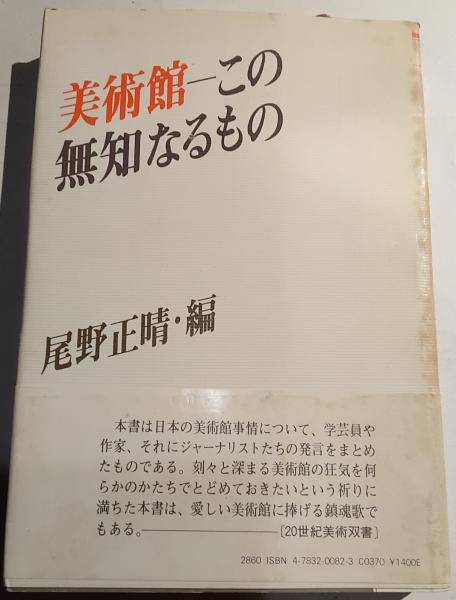 美術館—この
無知なるもの
尾野正晴・編
本書は日本の美術館事情について、学芸員や
作家、それにジャーナリストたちの発言をまとめ
たものである。刻々と深まる美術館の狂気を何
らかのかたちでとどめておきたいという祈りに
満ちた本書は、愛しい美術館に捧げる鎮魂歌で
もある。————[20世紀美術双書]
2860 ISBN 4-7832-0082-3 C0370 ¥1400E